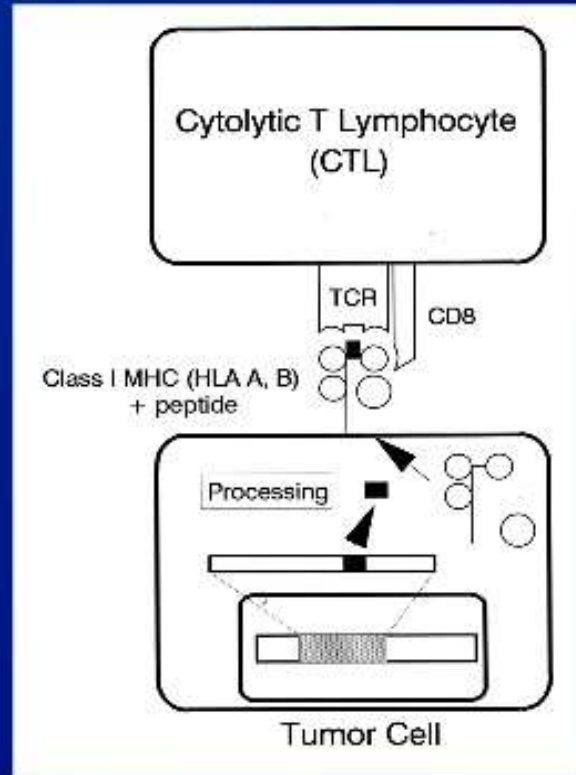 Cytolytic T Lymphocyte
(CTL)
TCR
CD8
Class I MHC (HLA A, B)
+ peptide
Processing
Tumor Cell